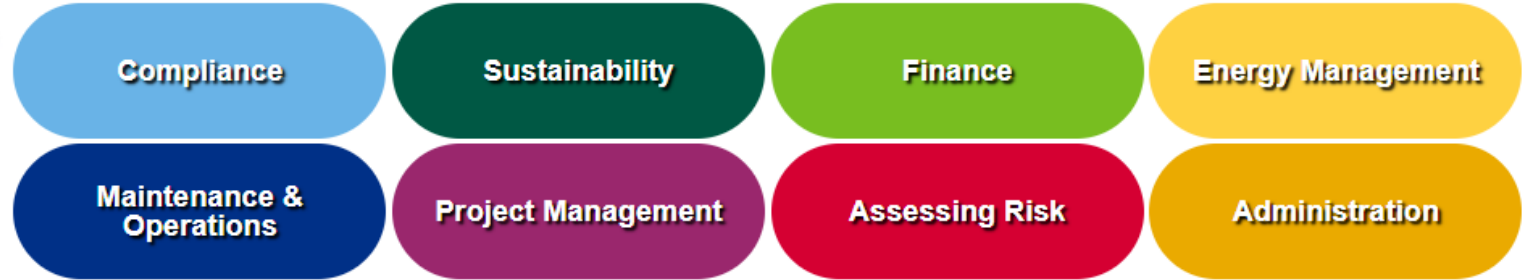 Compliance
Sustainability
Finance
Energy Management
Maintenance &
Operations
Project Management
Assessing Risk
Administration